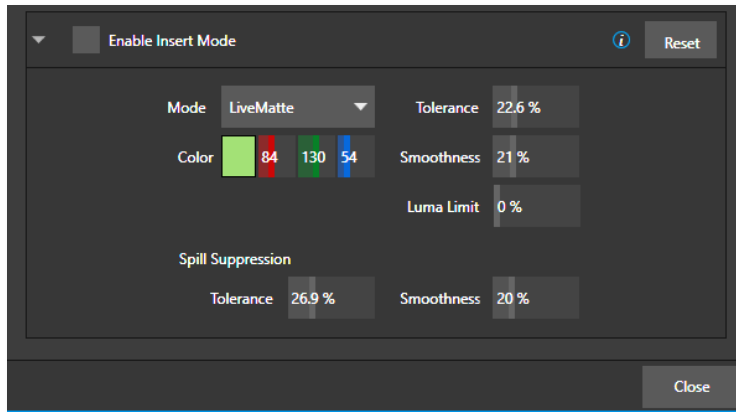 Enable Insert Mode
i
Reset
Mode LiveMatte Tolerance 22.6 %
Color 84 130 54 Smoothness 21 %
Luma Limit 0 %
Spill Suppression
Tolerance 26.9 % Smoothness 20 %
Close